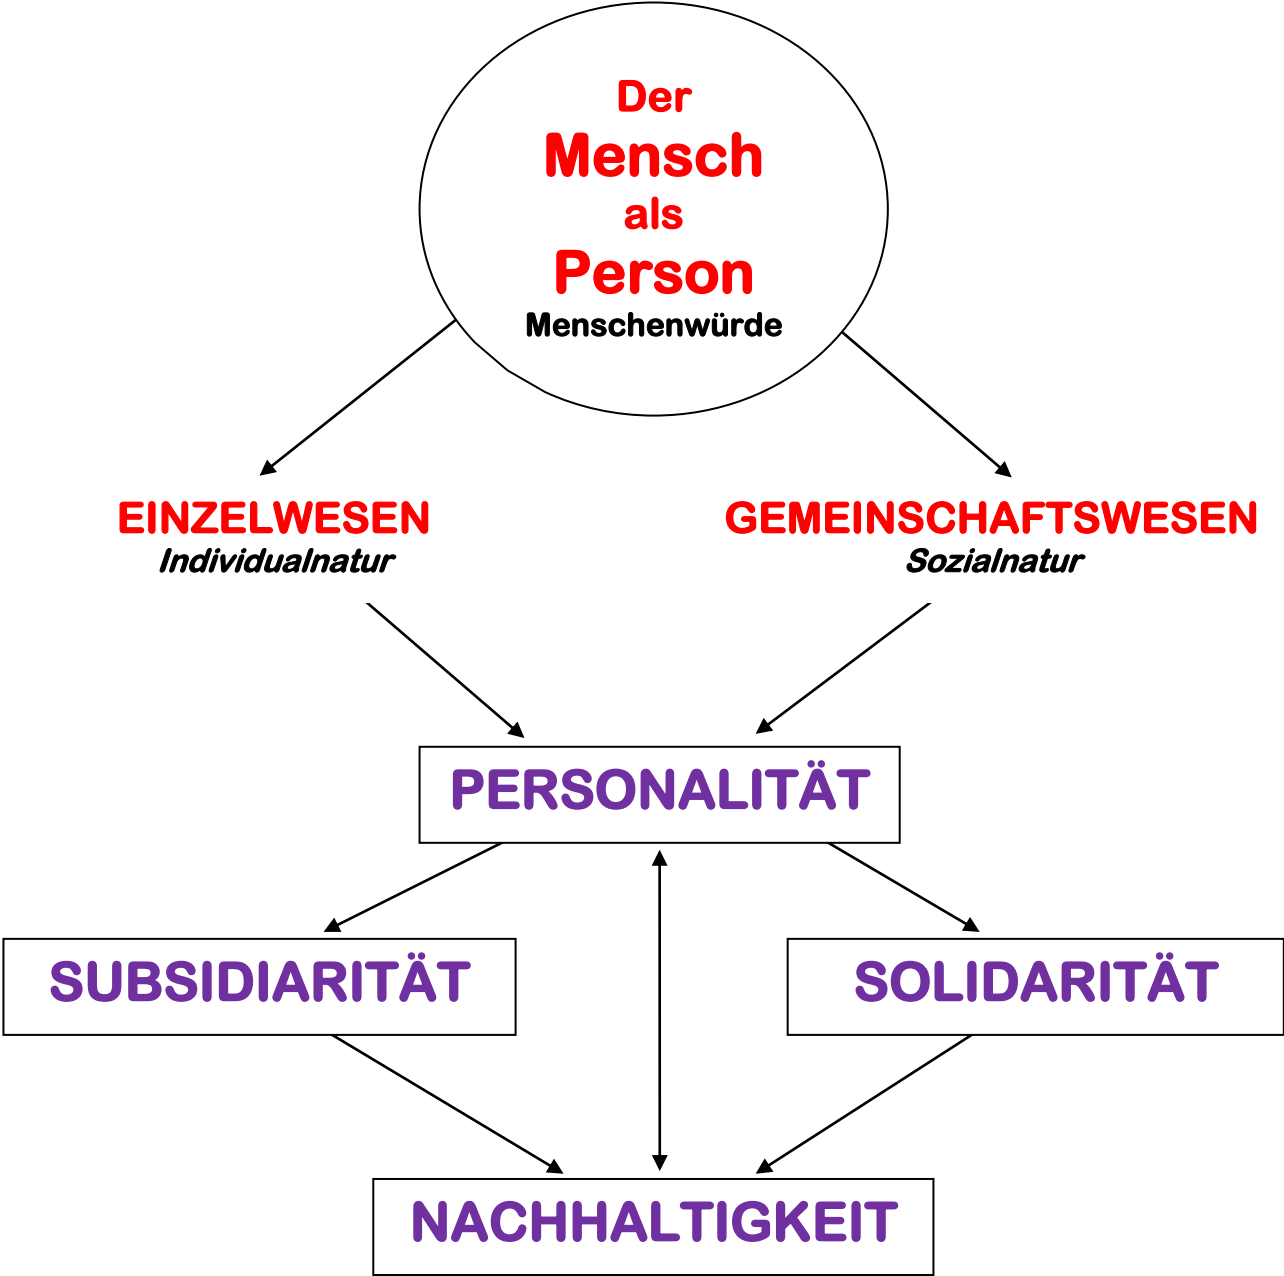 Der
Mensch
als
Person
Menschenwürde
EINZELWESEN
Individualnatur
GEMEINSCHAFTSWESEN
Sozialnatur
PERSONALITÄT
SUBSIDIARITÄT
SOLIDARITÄT
NACHHALTIGKEIT